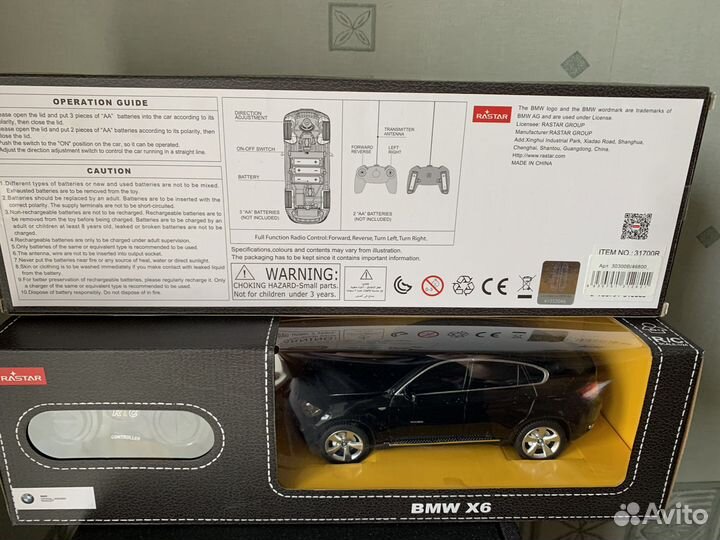 OPERATION GUIDE
ease open the lid and put 3 pieces of "AA" batteries into the car according to its
polarity, then close the lid.
ease open the lid and put 2 pieces of "AA" batteries according to its polarity, then
close the lid.
Push the switch to the "ON" position on the car, so it can be operated.
Adjust the direction adjustment switch to control the car running in a straight line.
CAUTION
1.Different types of batteries or new and used batteries are not to be mixed.
Exhausted batteries are to be removed from the toy.
2.Batteries should be replaced by an adult. Batteries are to be inserted with the
correct polarity. The supply terminals are not to be short-circuited.
3.Non-rechargeable batteries are not to be recharged. Rechargeable batteries are to
be removed from the toy before being charged. Batteries are to be charged by an
adult or at children at least 8 years old, leaked or broken batteries are not to be
charged.
4.Rechargeable batteries are only to be charged under adult supervision.
5.Only batteries of the same or equivalent type is recommended to be used.
6.The antenna, wire are not to be inserted into output socket.
7.Never put the batteries near fire or any source of heat, water or direct sunlight.
8.Skin or clothing is to be washed immediately if you make contact with leaked liquid
from the battery.
9.For better preservation of recharges battery, recharging is recommended. Only a
charger of the same or equivalent type is recommended to be used.
10.Dispose of battery responsibly. Do not dispose of in fire.
DIRECTION
ADJUSTMENT
ON-OFF SWITCH
BATTERY
3 "AA" BATTERIES
(NOT INCLUDED)
TRANSMITTER
ANTENNA
FORWARD
REVERSE
LEFT
RIGHT
2 "AA" BATTERIES
(NOT INCLUDED)
Full Function Radio Control:Forward,Reverse,Turn Left,Turn Right.
Specifications,colours and contents may vary from illustration.
The packaging has to be kept since it contains important information.
WARNING:
CHOKING HAZARD-Small parts.
Not for children under 3 years.
RASTAR
The BMW logo and the BMW wordmark are trademarks of
BMW AG and are used under License.
Licensee: RASTAR GROUP
Manufacturer:RASTAR GROUP
Add:Xinghui Industrial Park, Xiadao Road, Shanghua,
Chenghai, Shantou, Guangdong, China.
Http://www.rastar.com
MADE IN CHINA
ITEM NO.:31700R
EAC
RASTAR
R/C
CONTROLLER
R/C
BMW X6
Avito